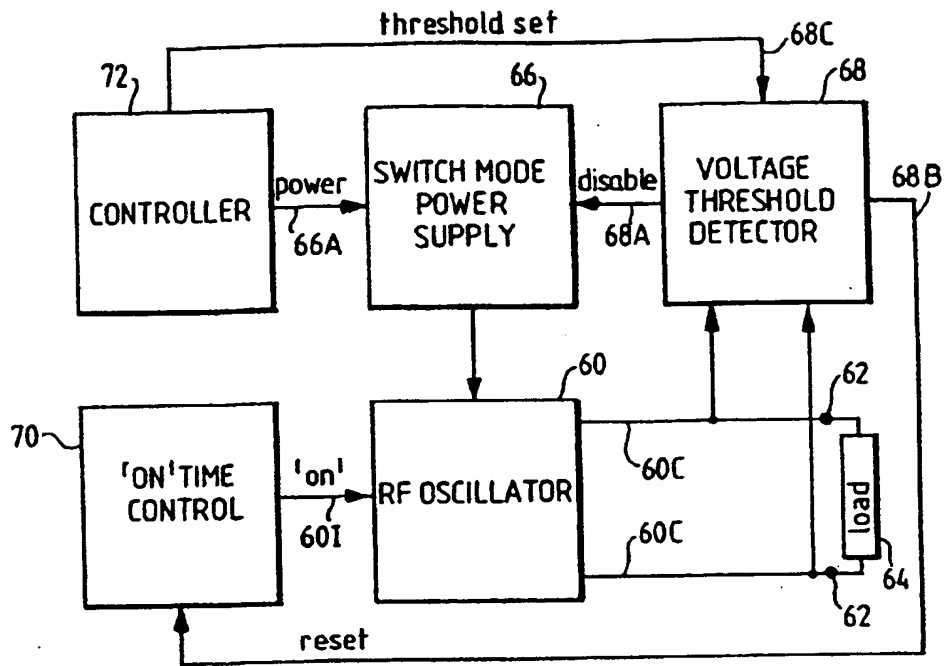 threshold set
68C
72
66
68
CONTROLLER
power
66A
SWITCH MODE
POWER
SUPPLY
disable
68A
VOLTAGE
THRESHOLD
DETECTOR
68B
60
62
70
'ON' TIME
CONTROL
'on'
60I
RF OSCILLATOR
60C
60C
load
64
62
reset